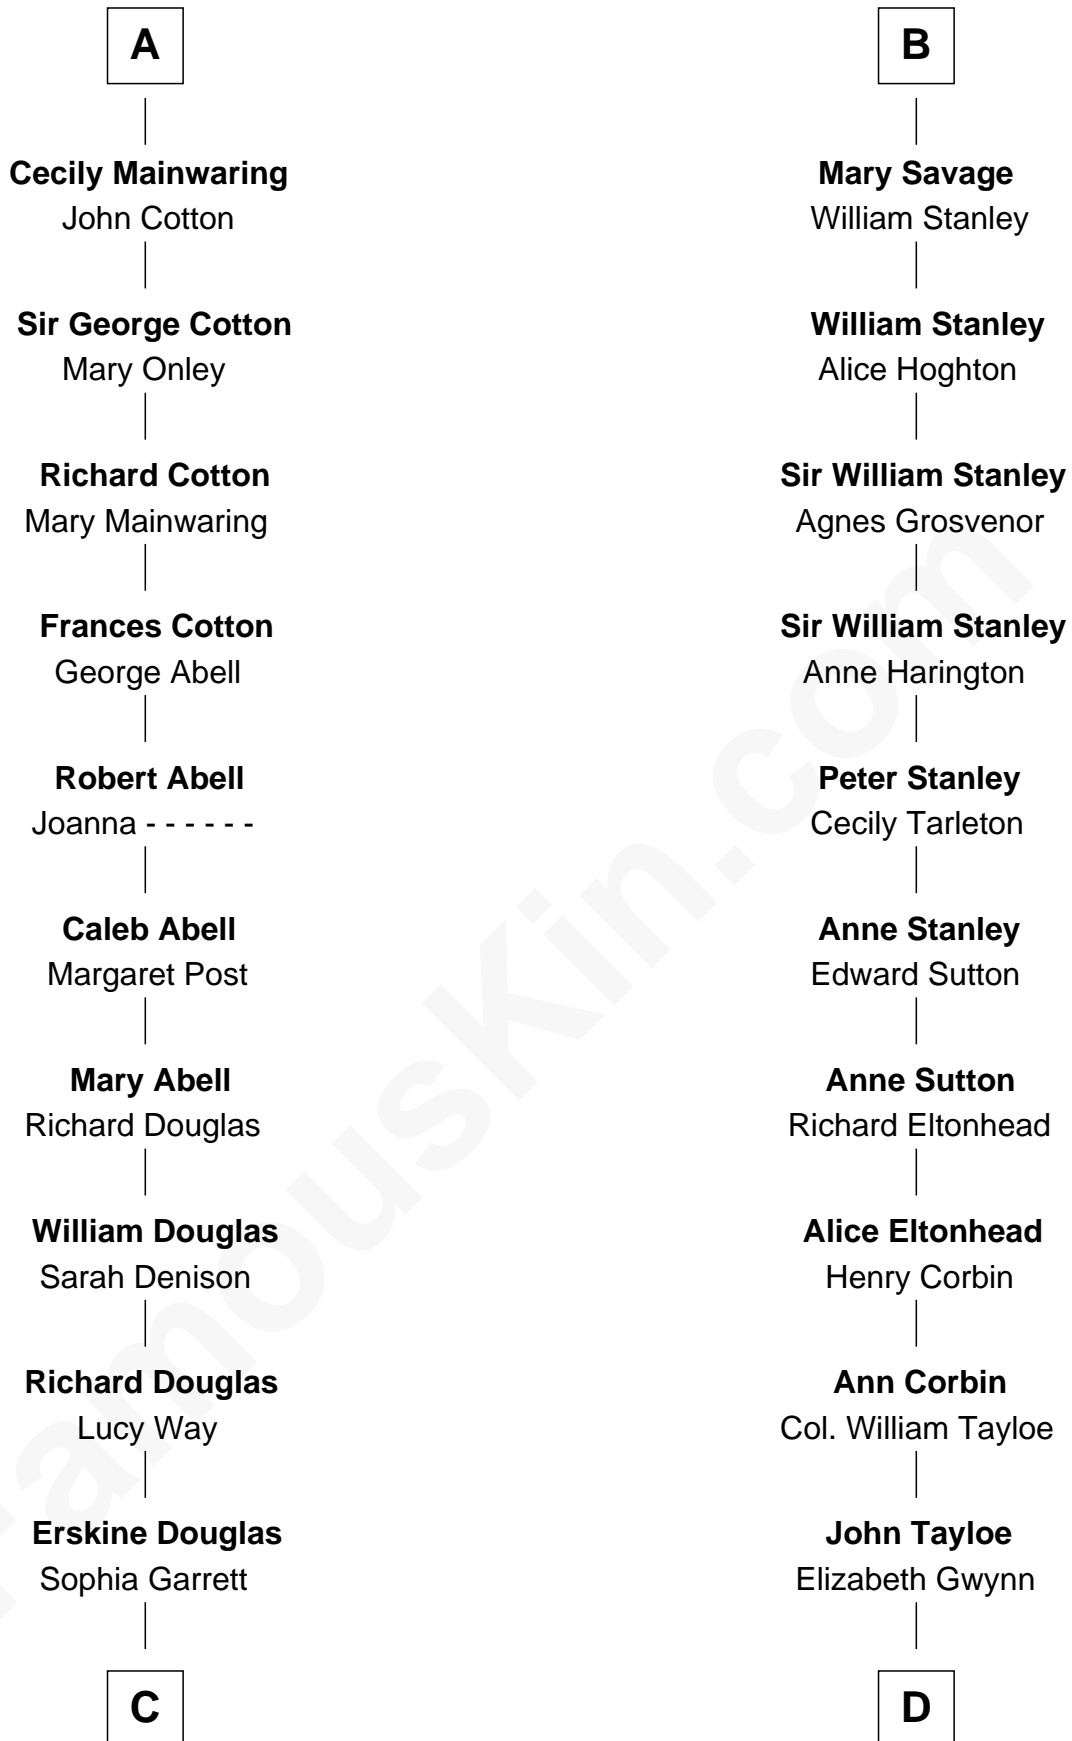 A
Cecily Mainwaring
John Cotton
Sir George Cotton
Mary Onley
Richard Cotton
Mary Mainwaring
Frances Cotton
George Abell
Robert Abell
Joanna - - - - - -
Caleb Abell
Margaret Post
Mary Abell
Richard Douglas
William Douglas
Sarah Denison
Richard Douglas
Lucy Way
Erskine Douglas
Sophia Garrett
C
B
Mary Savage
William Stanley
William Stanley
Alice Hoghton
Sir William Stanley
Agnes Grosvenor
Sir William Stanley
Anne Harington
Peter Stanley
Cecily Tarleton
Anne Stanley
Edward Sutton
Anne Sutton
Richard Eltonhead
Alice Eltonhead
Henry Corbin
Ann Corbin
Col. William Tayloe
John Tayloe
Elizabeth Gwynn
D
FamousKin.com